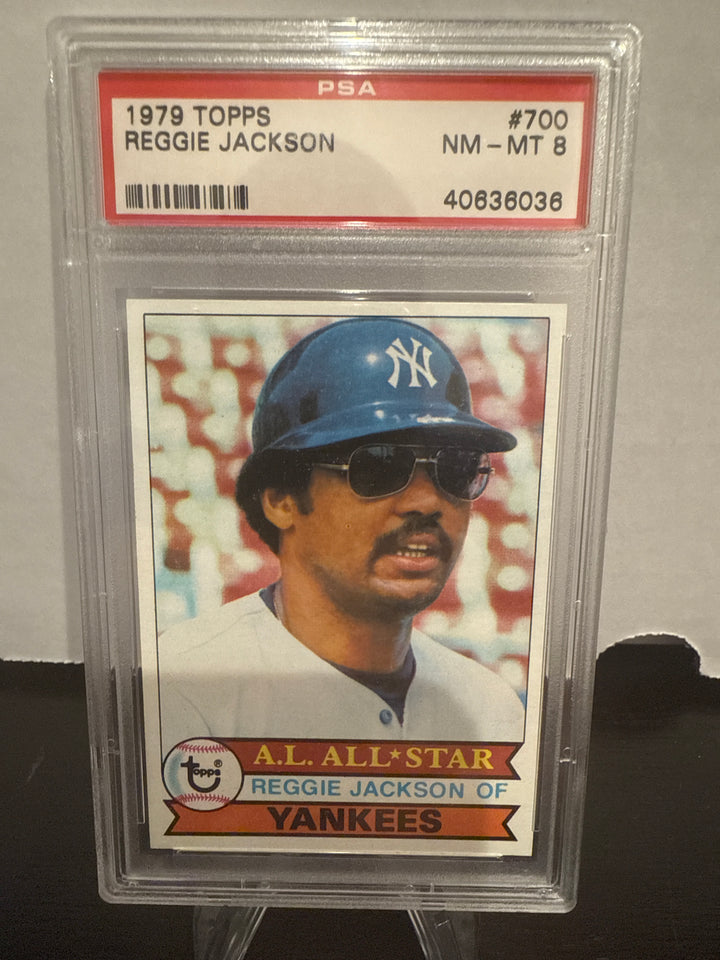 PSA
1979 TOPPS #700
REGGIE JACKSON NM-MT 8
40636036
NY
A.L. ALL★STAR
Topps®
REGGIE JACKSON OF
YANKEES